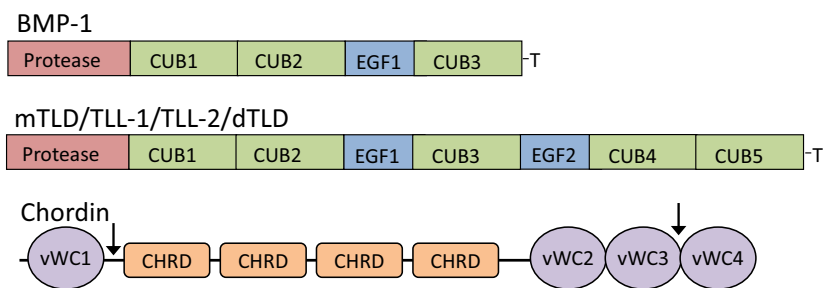 BMP-1
Protease CUB1 CUB2 EGF1 CUB3 -T
mTLD/TLL-1/TLL-2/dTLD
Protease CUB1 CUB2 EGF1 CUB3 EGF2 CUB4 CUB5 -T
Chordin
vWC1 CHRD CHRD CHRD CHRD vWC2 vWC3 vWC4